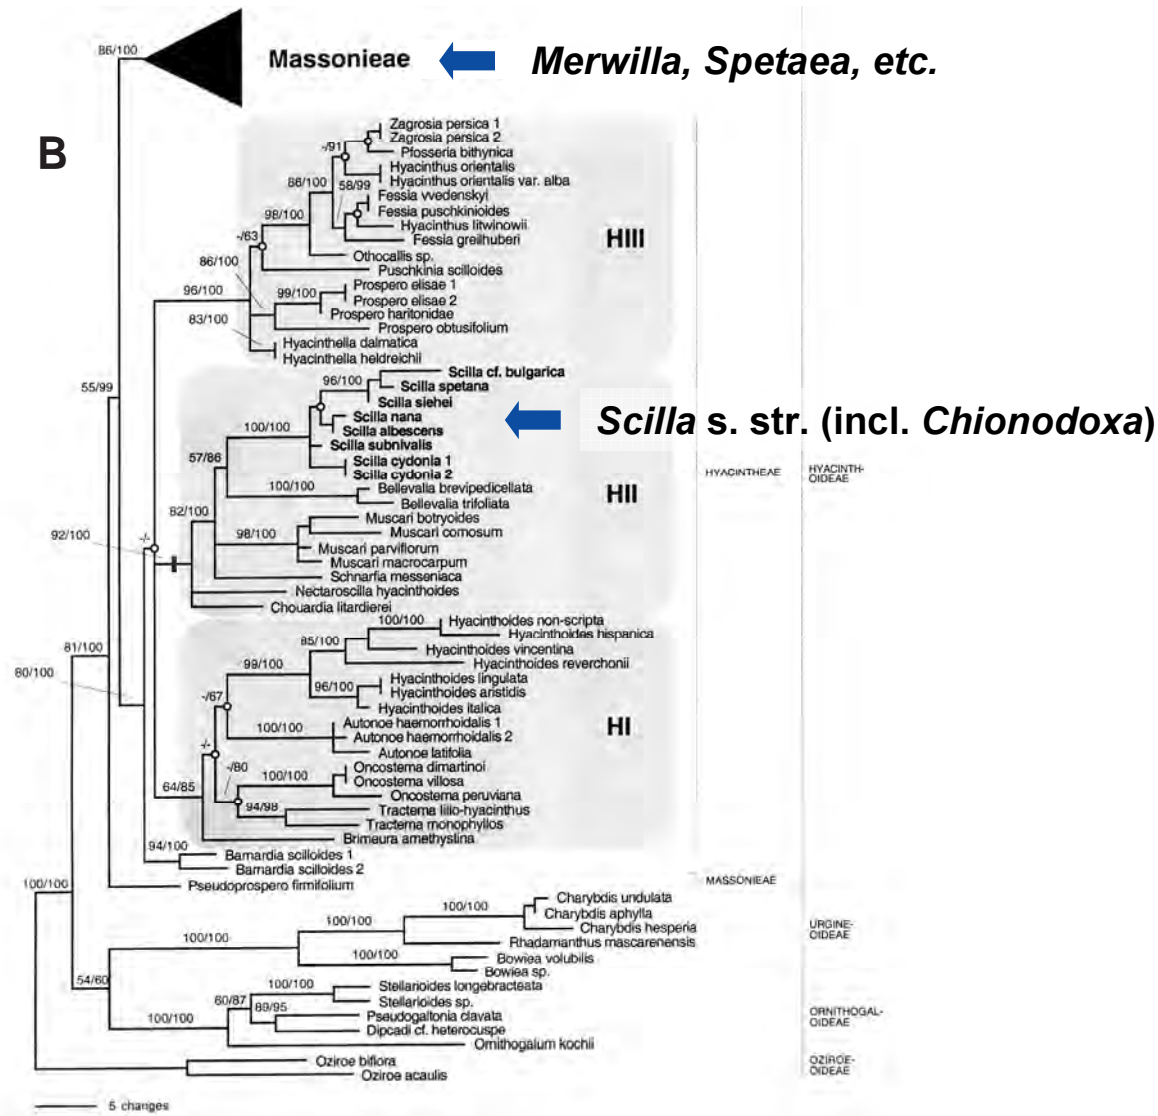 86/100
Massonieae
Merwilla, Spetaea, etc.
B
Zagrosia persica 1
Zagrosia persica 2
-/91
Pfosseria bithynica
Hyacinthus orientalis
Hyacinthus orientalis var. alba
86/100
58/99
Fessia vvedenskyi
Fessia puschkinioides
98/100
Hyacinthus litwinowii
-/63
Fessia greilhuberi
HIII
Othocallis sp.
86/100
Puschkinia scilloides
96/100
99/100
Prospero elisae 1
Prospero elisae 2
Prospero haritonidae
83/100
Prospero obtusifolium
Hyacinthella dalmatica
Hyacinthella heldreichii
Scilla cf. bulgarica
96/100
Scilla spetana
55/99
Scilla siehei
Scilla nana
Scilla albescens
Scilla s. str. (incl. Chionodoxa)
100/100
Scilla subnivalis
57/86
Scilla cydonia 1
Scilla cydonia 2
HYACINTHEAE
HYACINTH-
OIDEAE
100/100
Bellevalia brevipedicellata
HII
Bellevalia trifoliata
82/100
Muscari botryoides
98/100
Muscari comosum
92/100
-/-
Muscari parviflorum
Muscari macrocarpum
Schnarfia messeniaca
Nectaroscilla hyacinthoides
Chouardia litardierei
100/100
Hyacinthoides non-scripta
Hyacinthoides hispanica
81/100
85/100
Hyacinthoides vincentina
80/100
99/100
Hyacinthoides reverchonii
96/100
Hyacinthoides lingulata
-/67
Hyacinthoides aristidis
Hyacinthoides italica
100/100
Autonoe haemorrhoidalis 1
HI
Autonoe haemorrhoidalis 2
-/-
Autonoe latifolia
-/80
100/100
Oncostema dimartinoi
Oncostema villosa
64/85
Oncostema peruviana
94/98
Tractema lilio-hyacinthus
Tractema monophyllos
Brimeura amethystina
94/100
Barnardia scilloides 1
Barnardia scilloides 2
MASSONIEAE
100/100
Pseudoprospero firmifolium
Charybdis undulata
100/100
Charybdis aphylla
100/100
Charybdis hesperia
URGINE-
OIDEAE
100/100
Rhadamanthus mascarenensis
100/100
Bowiea volubilis
Bowiea sp.
54/60
100/100
Stellarioides longebracteata
60/87
Stellarioides sp.
89/95
Pseudogaltonia clavata
ORNITHOGAL-
OIDEAE
100/100
Dipcadi cf. heterocuspe
Ornithogalum kochii
Oziroe biflora
OZIROE-
OIDEAE
Oziroe acaulis
5 changes